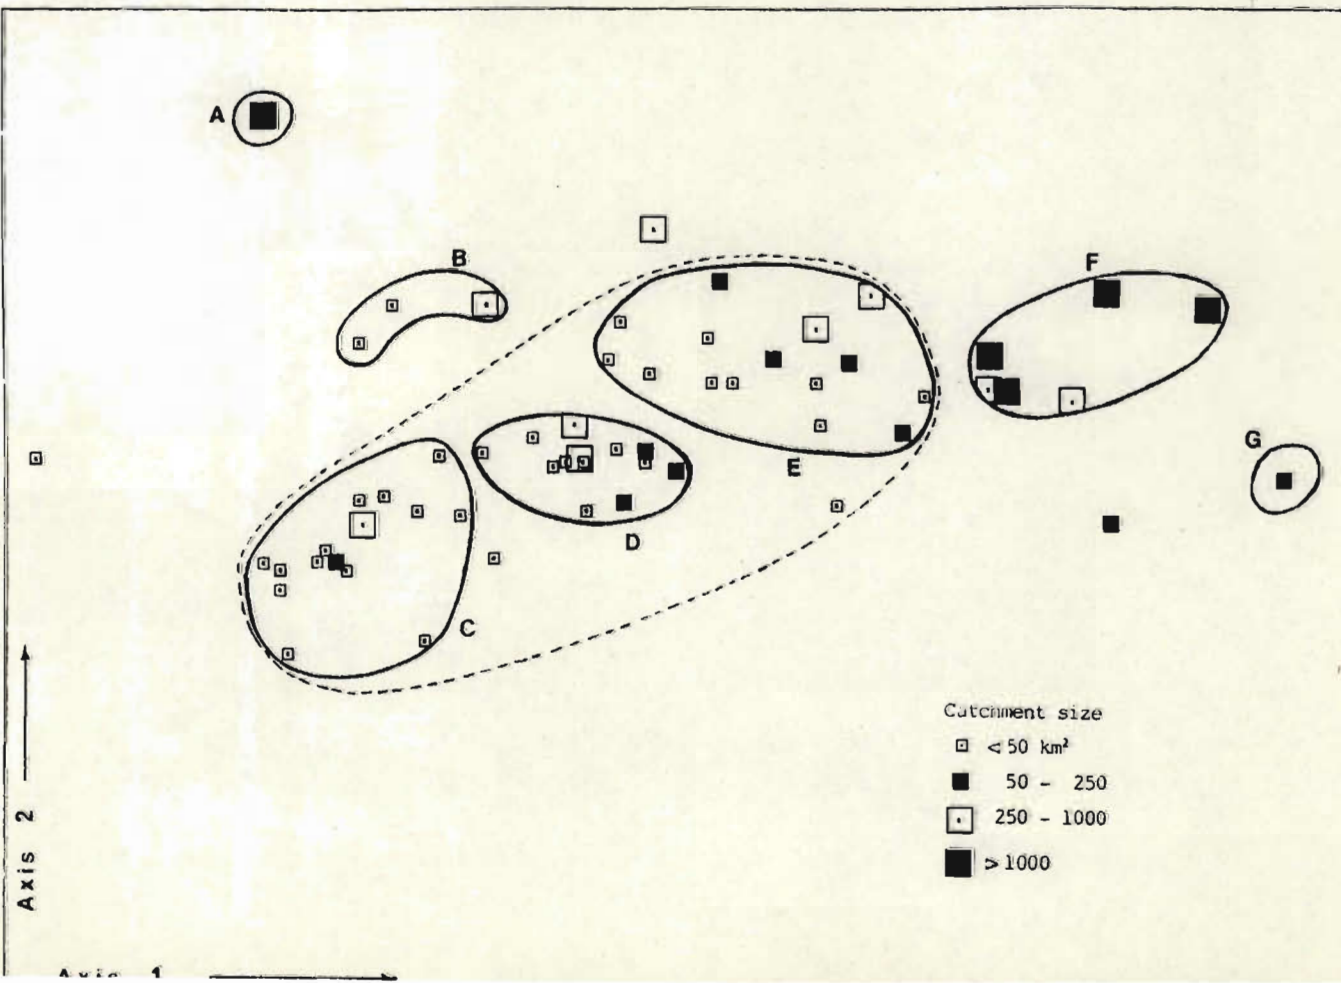 A
B
F
E
G
D
C
Catchment size
< 50 km²
50 - 250
250 - 1000
> 1000
Axis 2
Axis 1